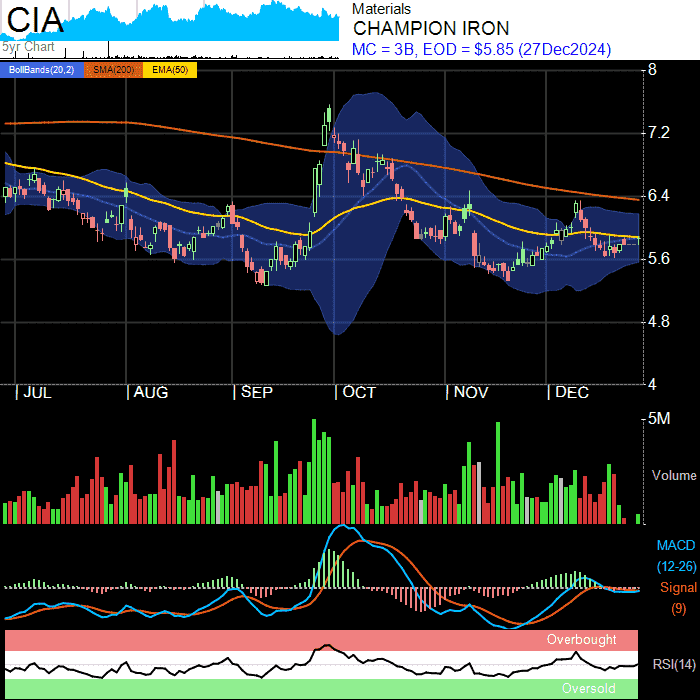 CIA
5yr Chart
Materials
CHAMPION IRON
MC = 3B, EOD = $5.85 (27Dec2024)
BollBands(20,2) SMA(200) EMA(50)
8
7.2
6.4
5.6
4.8
4
JUL AUG SEP OCT NOV DEC
5M
Volume
MACD
(12-26)
Signal
(9)
Overbought
RSI(14)
Oversold